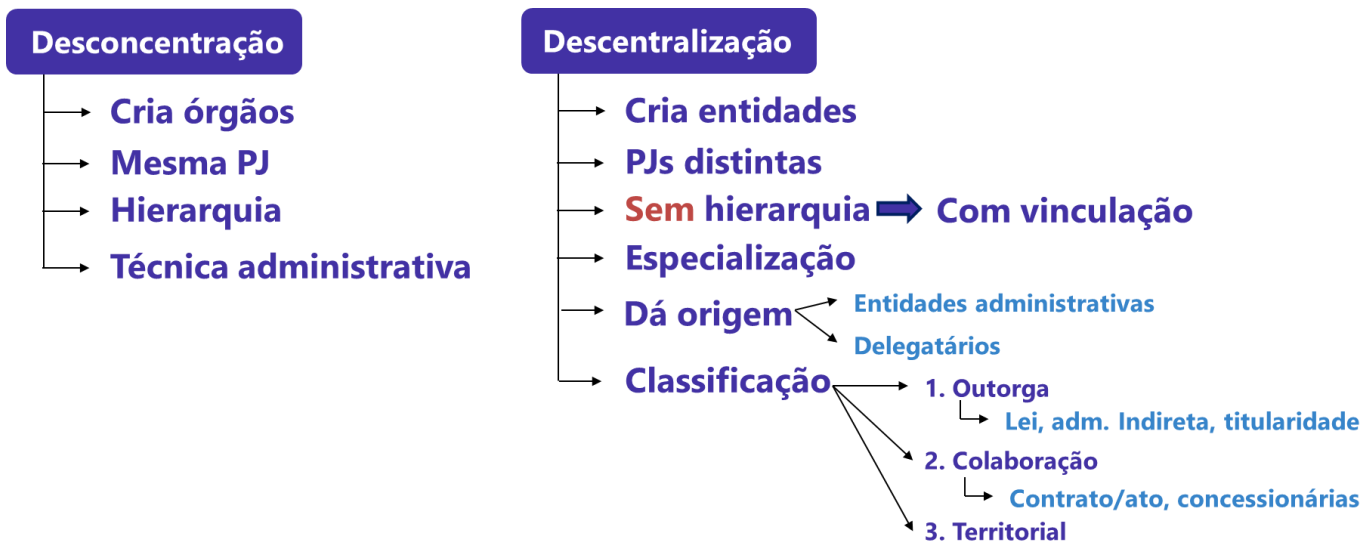 Desconcentração
Cria órgãos
Mesma PJ
Hierarquia
Técnica administrativa
Descentralização
Cria entidades
PJs distintas
Sem hierarquia
Com vinculação
Especialização
Dá origem
Entidades administrativas
Delegatários
Classificação
1. Outorga
Lei, adm. Indireta, titularidade
2. Colaboração
Contrato/ato, concessionárias
3. Territorial